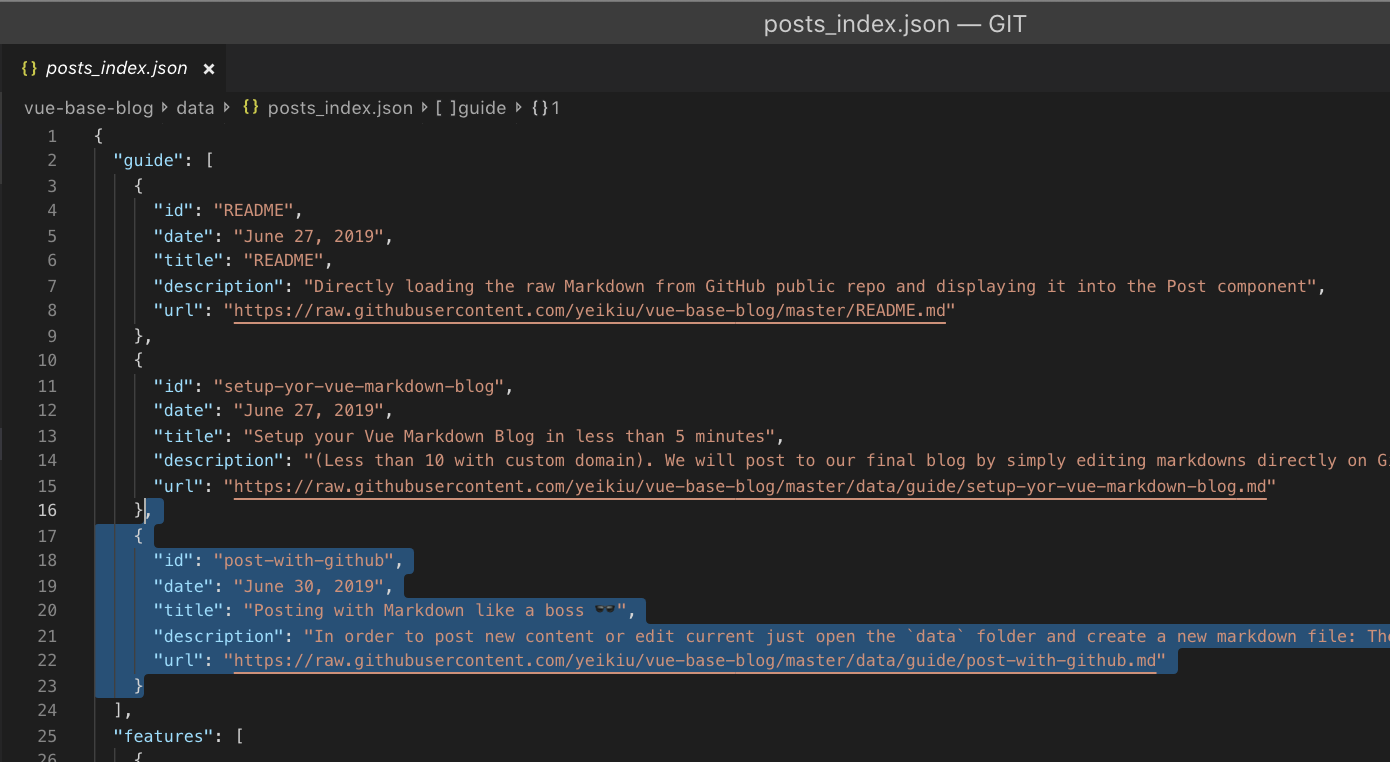 posts_index.json — GIT
{} posts_index.json ×
vue-base-blog ▸ data ▸ {} posts_index.json ▸ [ ]guide ▸ {}1
1 {
2 "guide": [
3 {
4 "id": "README",
5 "date": "June 27, 2019",
6 "title": "README",
7 "description": "Directly loading the raw Markdown from GitHub public repo and displaying it into the Post component",
8 "url": "https://raw.githubusercontent.com/yeikiu/vue-base-blog/master/README.md"
9 },
10 {
11 "id": "setup-yor-vue-markdown-blog",
12 "date": "June 27, 2019",
13 "title": "Setup your Vue Markdown Blog in less than 5 minutes",
14 "description": "(Less than 10 with custom domain). We will post to our final blog by simply editing markdowns directly on
15 "url": "https://raw.githubusercontent.com/yeikiu/vue-base-blog/master/data/guide/setup-yor-vue-markdown-blog.md"
16 },
17 {
18 "id": "post-with-github",
19 "date": "June 30, 2019",
20 "title": "Posting with Markdown like a boss 🕶️",
21 "description": "In order to post new content or edit current just open the `data` folder and create a new markdown file:
22 "url": "https://raw.githubusercontent.com/yeikiu/vue-base-blog/master/data/guide/post-with-github.md"
23 }
24 ],
25 "features": [
26 {